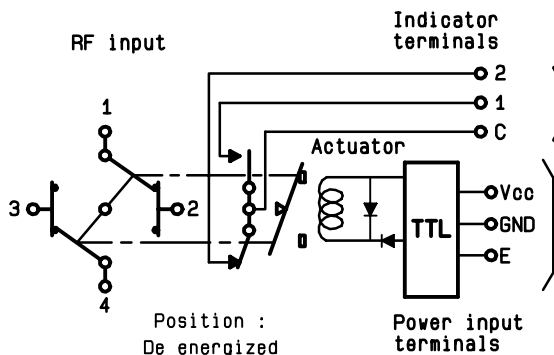 RF input
Indicator
terminals
2
1
C
Actuator
1
3
2
4
TTL
Vcc
GND
E
Position :
De energized
Power input
terminals